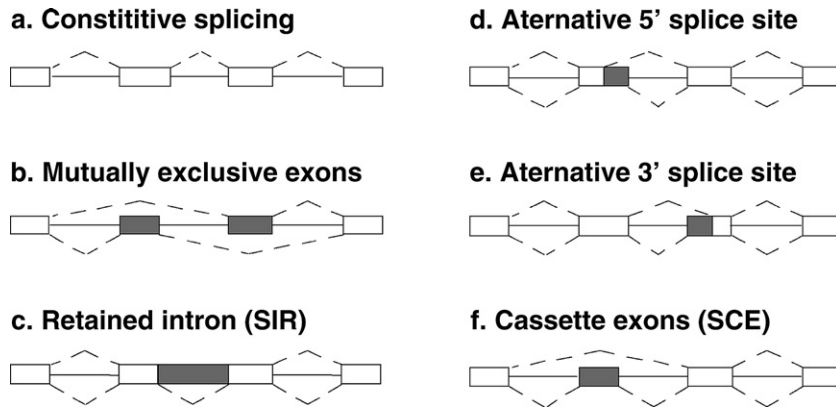 a. Constititive splicing
b. Mutually exclusive exons
c. Retained intron (SIR)
d. Aternative 5’ splice site
e. Aternative 3’ splice site
f. Cassette exons (SCE)